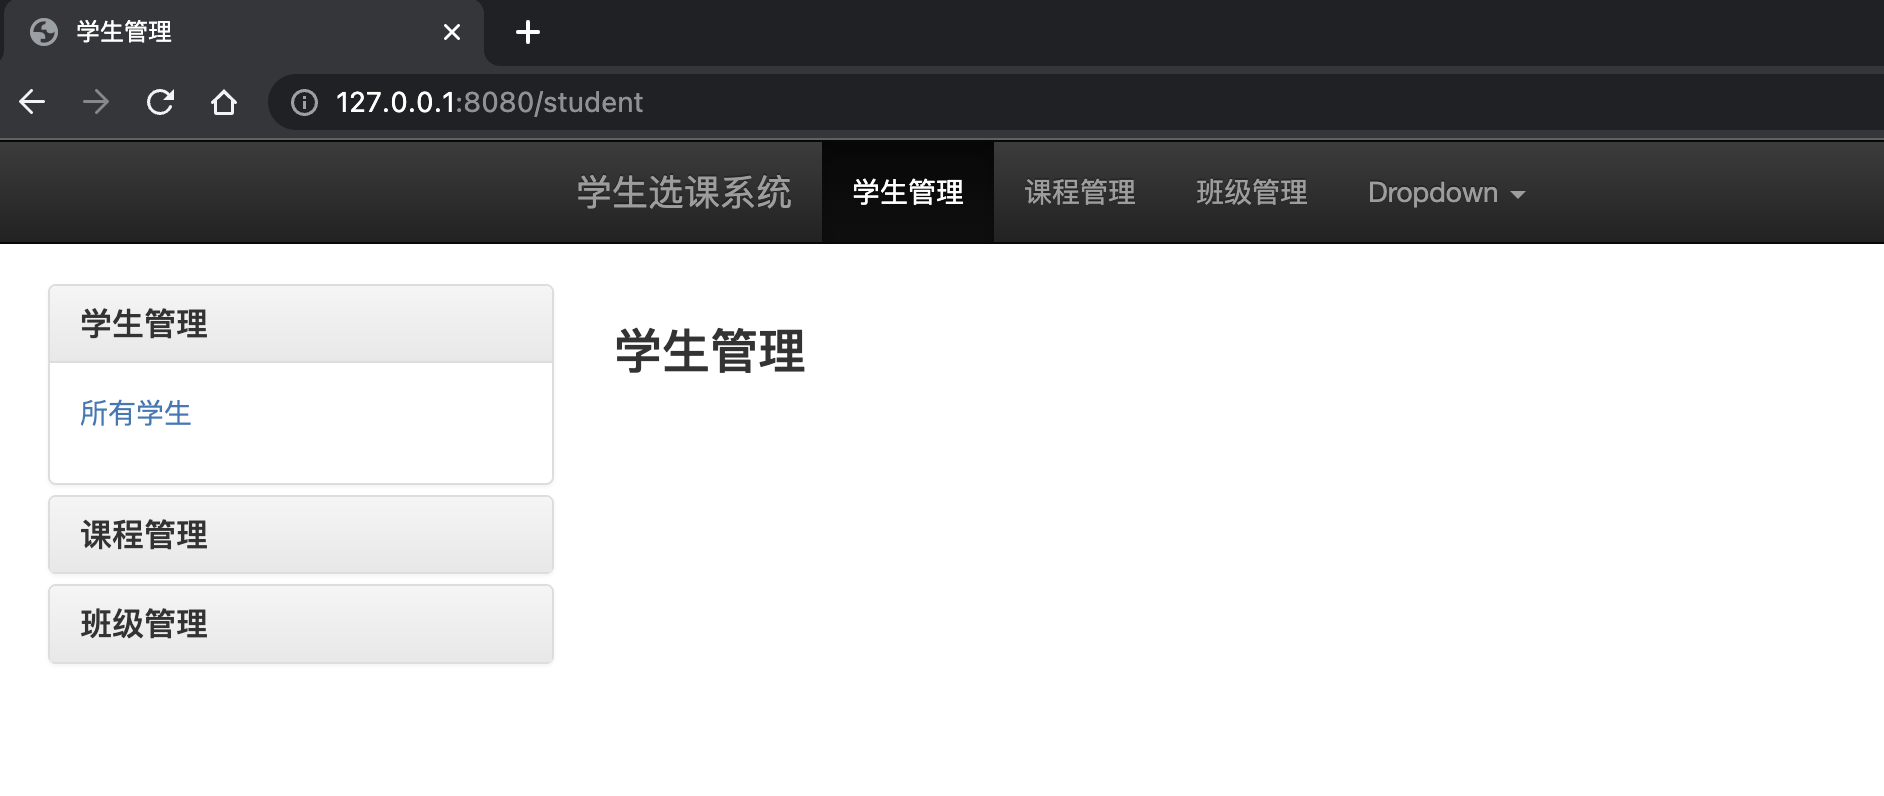 学生管理
127.0.0.1:8080/student
学生选课系统 学生管理 课程管理 班级管理 Dropdown
学生管理
所有学生
课程管理
班级管理
学生管理